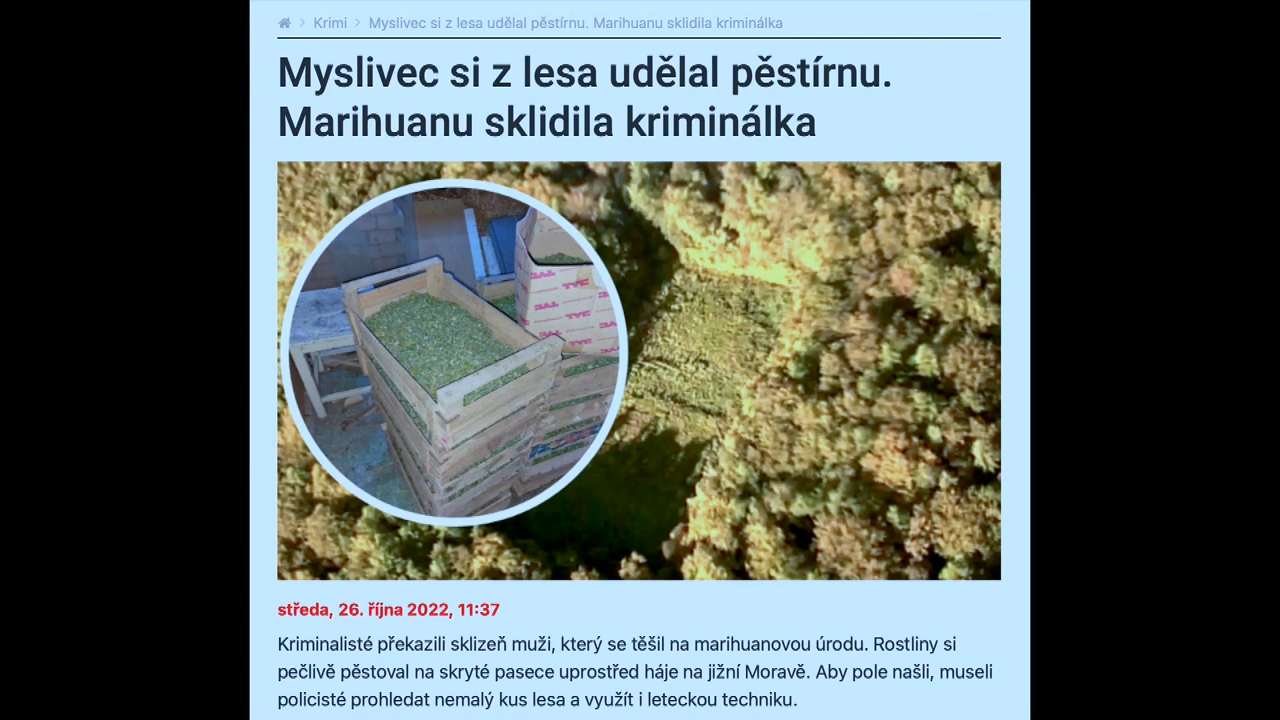 Krimi > Myslivec si z lesa udělal pěstírnu. Marihuanu sklidila kriminálka
Myslivec si z lesa udělal pěstírnu.
Marihuanu sklidila kriminálka
středa, 26. října 2022, 11:37
Kriminalisté překazili sklizeň muži, který se těšil na marihuanovou úrodu. Rostliny si
pečlivě pěstoval na skryté pasece uprostřed háje na jižní Moravě. Aby pole našli, museli
policisté prohledat nemalý kus lesa a využít i leteckou techniku.